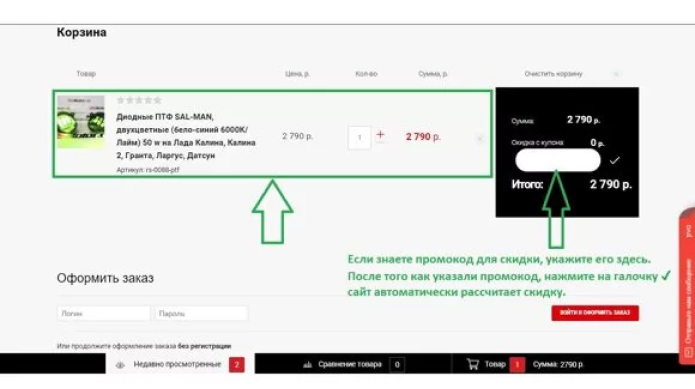 Корзина
Товар Цена, р. Кол-во Сумма, р. Очистить корзину
Диодные ПТФ SAL-MAN,
двухцветные (бело-синий 6000K/
Лайм) 50 w на Лада Калина, Калина
2, Гранта, Ларгус, Датсун
Артикул: rs-0088-ptf
2 790 р. 1 + 2 790 р.
Сумма: 2 790 р.
Скидка с купона: 0 р.
Итого: 2 790 р.
Если знаете промокод для скидки, укажите его здесь.
После того как указали промокод, нажмите на галочку ✓
сайт автоматически рассчитает скидку.
Оформить заказ
Логин Пароль ВОЙТИ И ОФОРМИТЬ ЗАКАЗ
Или продолжите оформление заказа без регистрации
Отправьте нам сообщение
Недавно просмотренные 2 Сравнение товара 0 Товар 1 Сумма: 2790 р.